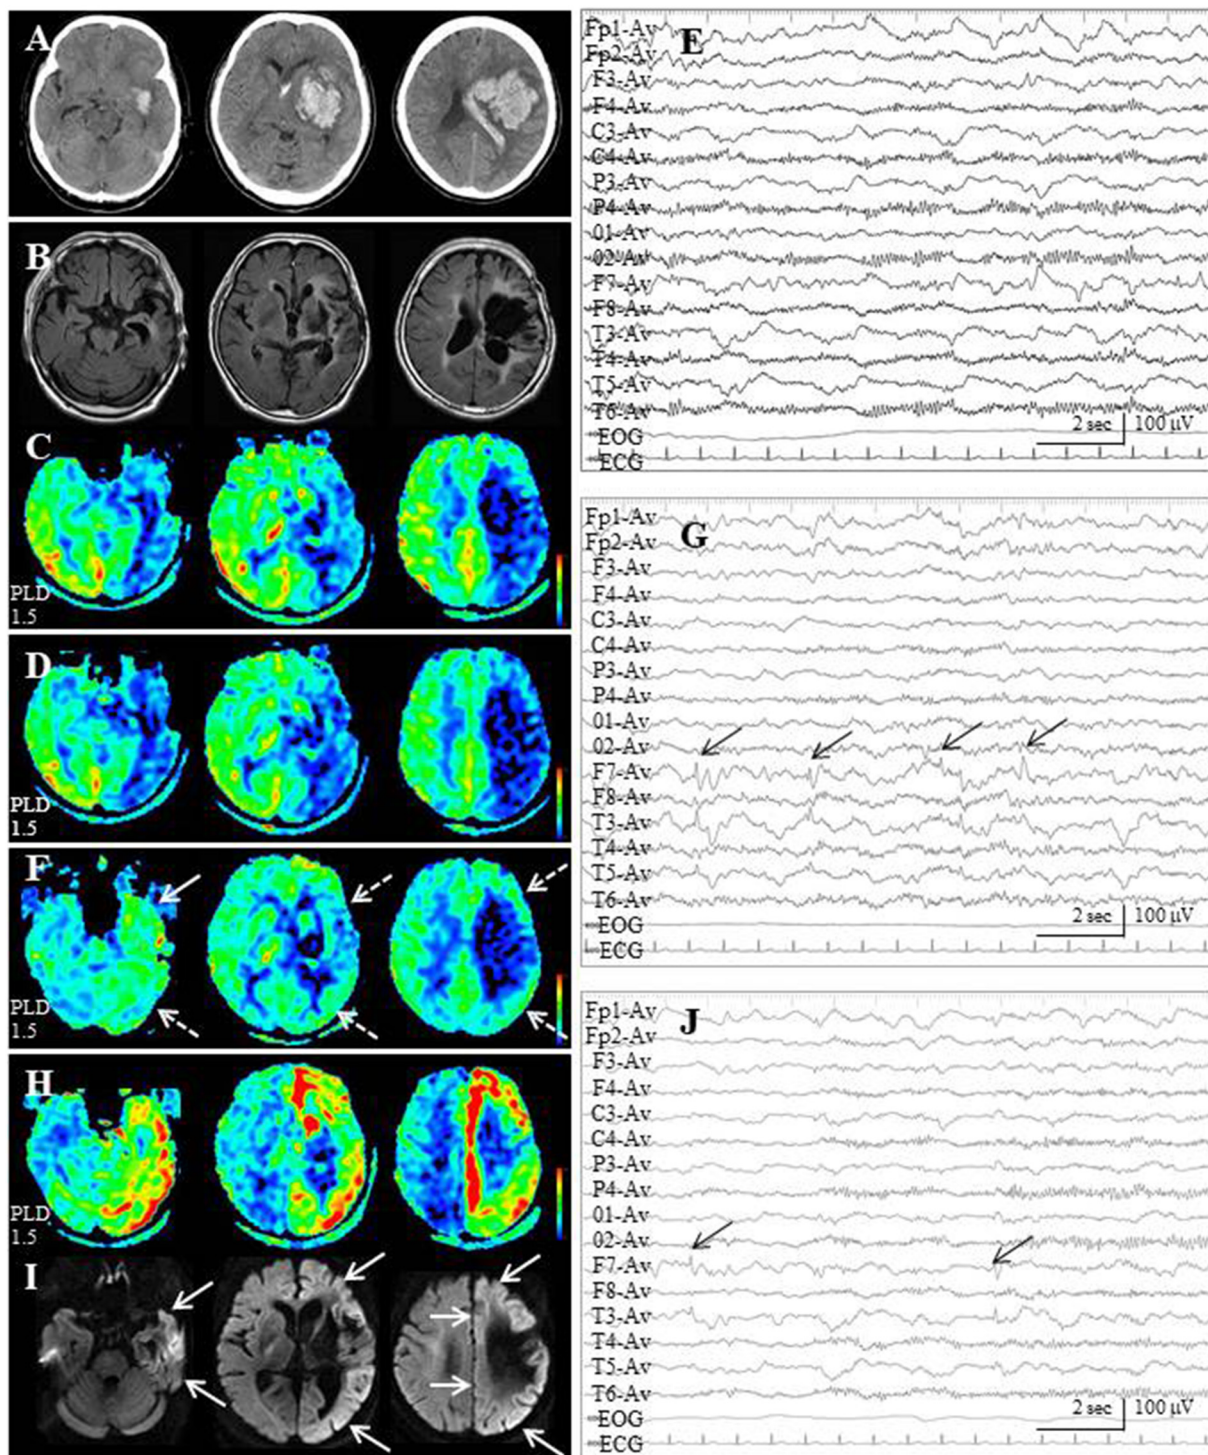 A
B
C
PLD
1.5
D
PLD
1.5
F
PLD
1.5
H
PLD
1.5
I
E
Fp1-Av
Fp2-Av
F3-Av
F4-Av
C3-Av
C4-Av
P3-Av
P4-Av
01-Av
02-Av
F7-Av
F8-Av
T3-Av
T4-Av
T5-Av
T6-Av
2 sec 100 μV
EOG
ECG
G
Fp1-Av
Fp2-Av
F3-Av
F4-Av
C3-Av
C4-Av
P3-Av
P4-Av
01-Av
02-Av
F7-Av
F8-Av
T3-Av
T4-Av
T5-Av
T6-Av
2 sec 100 μV
EOG
ECG
J
Fp1-Av
Fp2-Av
F3-Av
F4-Av
C3-Av
C4-Av
P3-Av
P4-Av
01-Av
02-Av
F7-Av
F8-Av
T3-Av
T4-Av
T5-Av
T6-Av
2 sec 100 μV
EOG
ECG